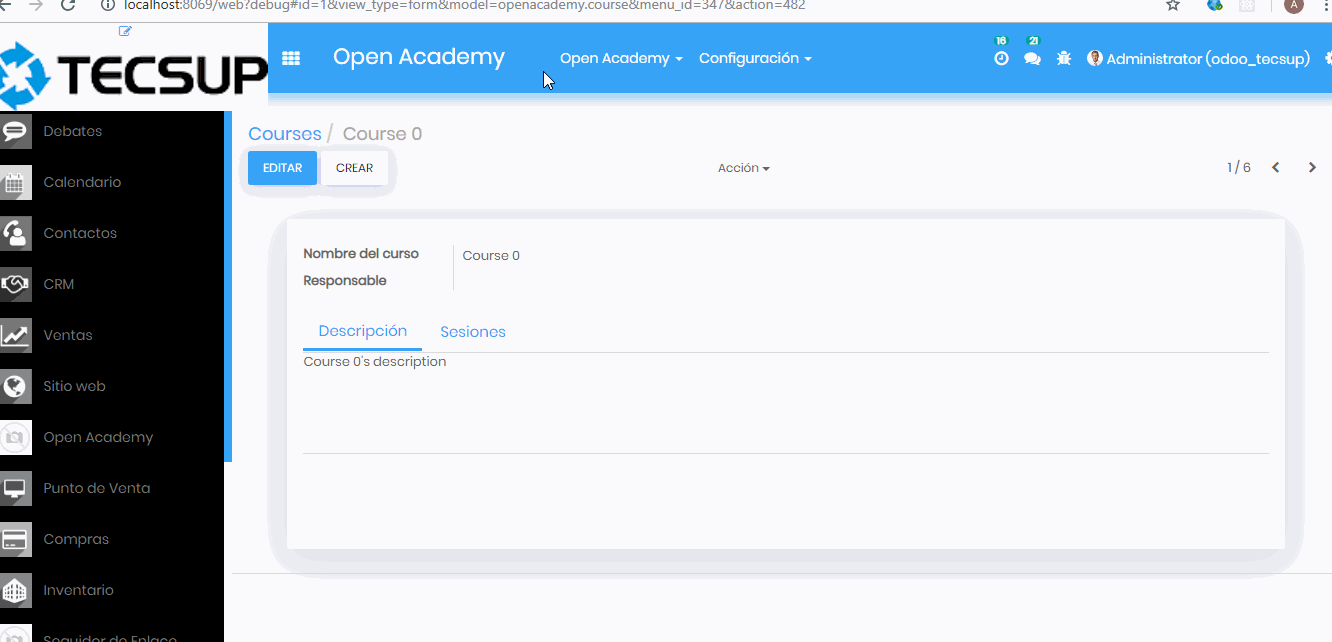 localhost:8069/web?debug#id=1&view_type=form&model=openacademy.course&menu_id=347&action=482
A
TECSUP
Open Academy
Open Academy
Configuración
16
21
Administrator (odoo_tecsup)
Debates
Calendario
Contactos
CRM
Ventas
Sitio web
Open Academy
Punto de Venta
Compras
Inventario
Seguidor de Enlace
Courses / Course 0
EDITAR
CREAR
Acción
1 / 6
Nombre del curso
Course 0
Responsable
Descripción
Sesiones
Course 0's description